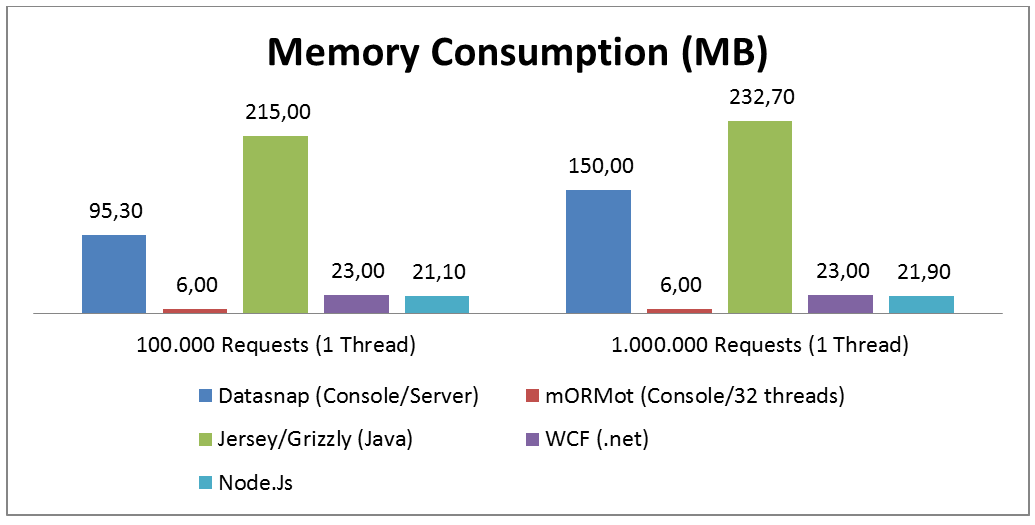 Memory Consumption (MB)
95,30
6,00
215,00
23,00
21,10
150,00
6,00
232,70
23,00
21,90
100.000 Requests (1 Thread)
1.000.000 Requests (1 Thread)
Datasnap (Console/Server)
mORMot (Console/32 threads)
Jersey/Grizzly (Java)
WCF (.net)
Node.Js